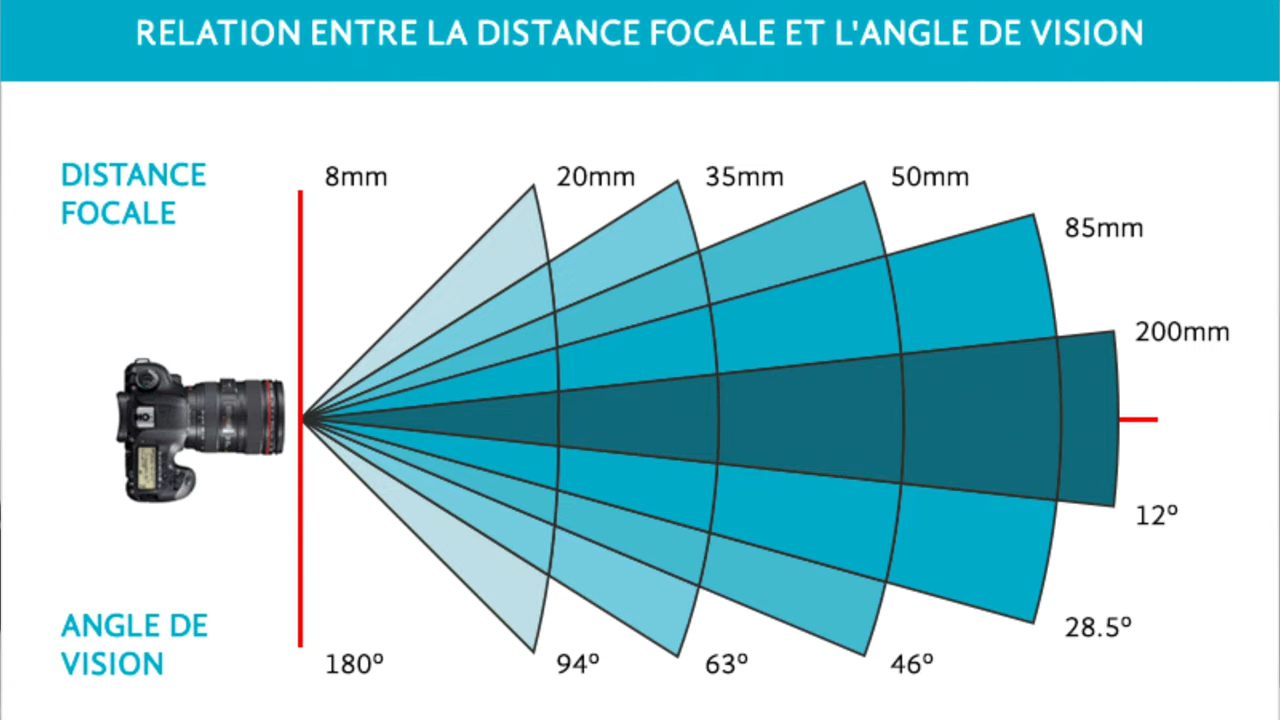 RELATION ENTRE LA DISTANCE FOCALE ET L'ANGLE DE VISION
DISTANCE
FOCALE
8mm
20mm
35mm
50mm
85mm
200mm
ANGLE DE
VISION
180º
94º
63º
46º
28.5º
12º